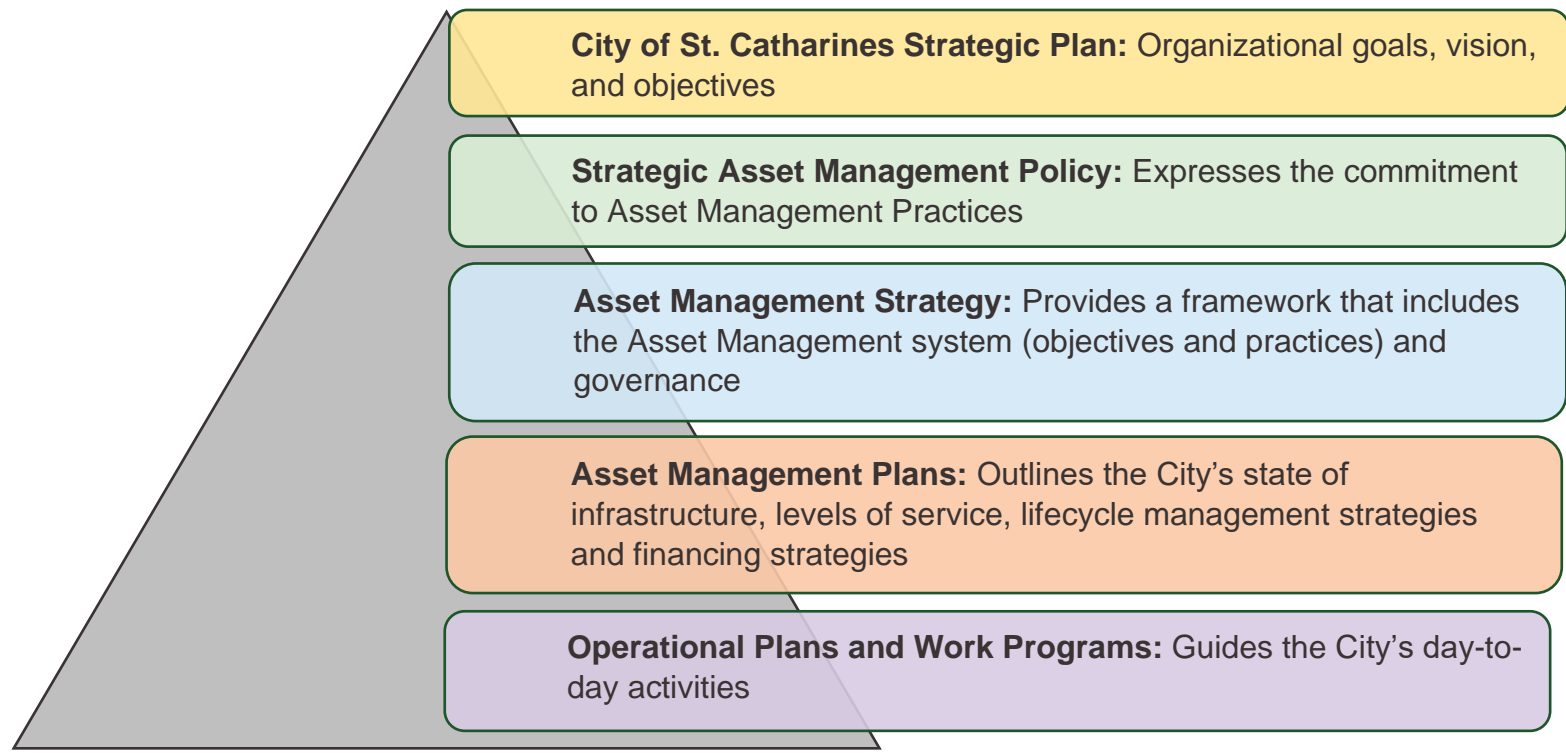 City of St. Catharines Strategic Plan: Organizational goals, vision,
and objectives
Strategic Asset Management Policy: Expresses the commitment
to Asset Management Practices
Asset Management Strategy: Provides a framework that includes
the Asset Management system (objectives and practices) and
governance
Asset Management Plans: Outlines the City’s state of
infrastructure, levels of service, lifecycle management strategies
and financing strategies
Operational Plans and Work Programs: Guides the City’s day-to-
day activities